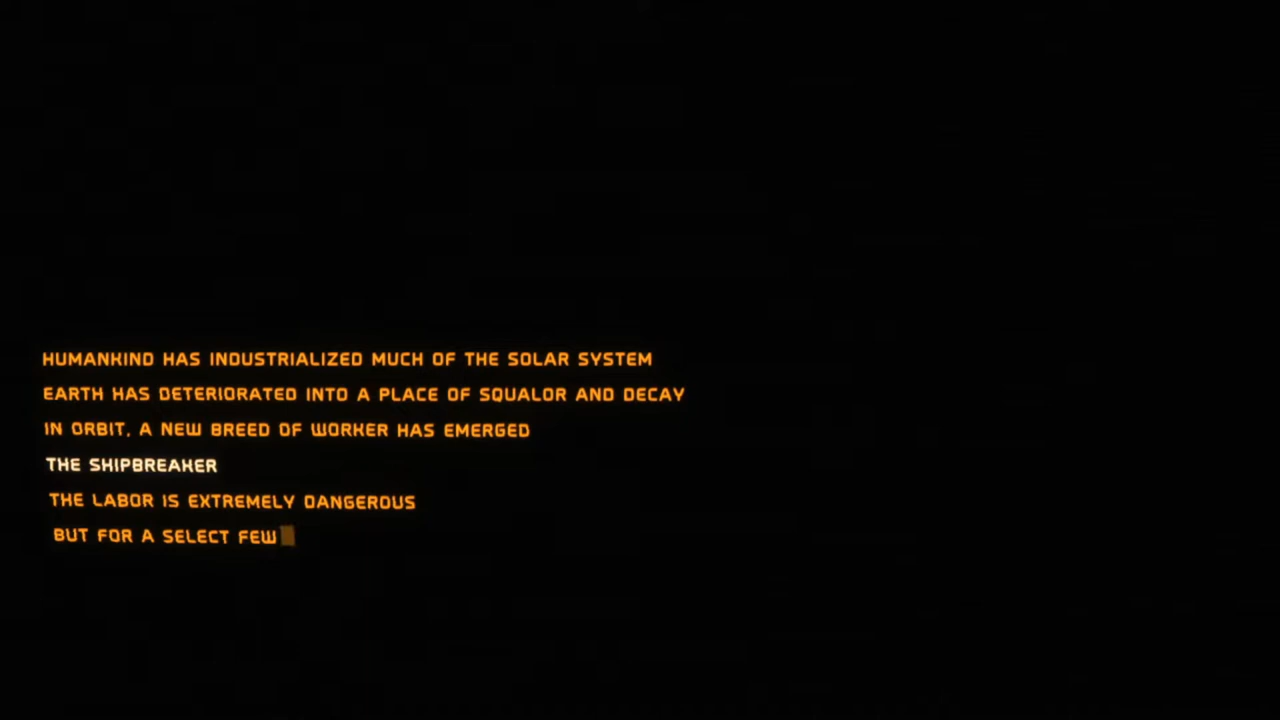 HUMANKIND HAS INDUSTRIALIZED MUCH OF THE SOLAR SYSTEM
EARTH HAS DETERIORATED INTO A PLACE OF SQUALOR AND DECAY
IN ORBIT, A NEW BREED OF WORKER HAS EMERGED
THE SHIPBREAKER
THE LABOR IS EXTREMELY DANGEROUS
BUT FOR A SELECT FEW